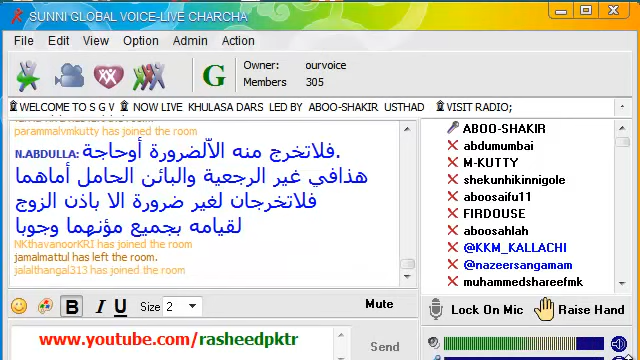 SUNNI GLOBAL VOICE-LIVE CHARCHA
File Edit View Option Admin Action
G
Owner: ourvoice
Members 305
WELCOME TO S G V NOW LIVE KHULASA DARS LED BY ABOO-SHAKIR USTHAD VISIT RADIO;
parammalvmkutty has joined the room
N.ABDULLA: فلاتخرج منه الاّلضرورة أوحاجة.
هذافي غير الرجعية والبائن الحامل أماهما
فلاتخرجان لغير ضرورة الا باذن الزوج
لقيامه بجميع مؤنهما وجوبا
NKthavanoorKRI has joined the room
jamalmattul has left the room.
jalalthangal313 has joined the room
ABOO-SHAKIR
abdumumbai
M-KUTTY
shekunhikinnigole
aboosaifu11
FIRDOUSE
aboosahlah
@KKM_KALLACHI
@nazeersangamam
muhammedshareefmk
B I U Size 2
Mute
Lock On Mic Raise Hand
www.youtube.com/rasheedpktr
Send